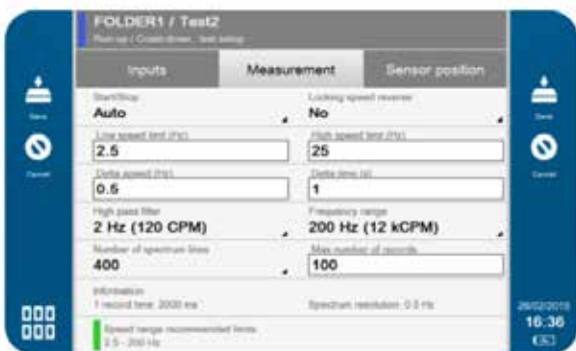 FOLDER1 / Test2
Run-up / Coast-down - test setup
Inputs
Measurement
Sensor position
Start/Stop
Auto
Locking speed reverse
No
Low speed limit (Hz)
2.5
High speed limit (Hz)
25
Delta speed (Hz)
0.5
Delta time (s)
1
High pass filter
2 Hz (120 CPM)
Frequency range
200 Hz (12 kCPM)
Number of spectrum lines
400
Max number of records
100
Information
1 record time: 2000 ms
Spectrum resolution: 0.5 Hz
Speed range recommended limits
2.5 - 200 Hz
Save
Cancel
Save
Cancel
16:36